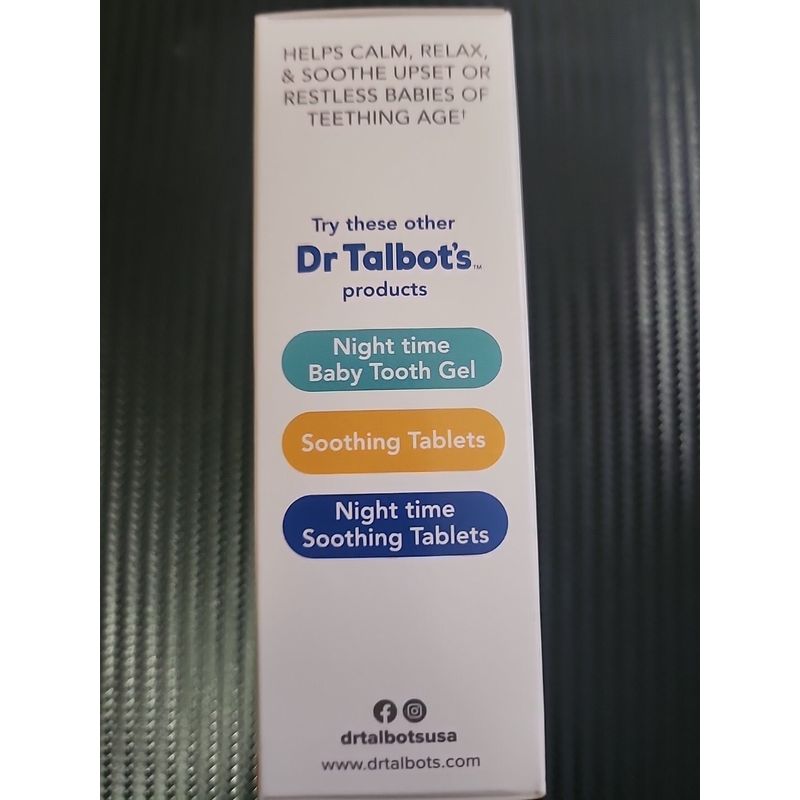 HELPS CALM, RELAX,
& SOOTHE UPSET OR
RESTLESS BABIES OF
TEETHING AGE†
Try these other
Dr Talbot's™
products
Night time
Baby Tooth Gel
Soothing Tablets
Night time
Soothing Tablets
drtalbotsusa
www.drtalbots.com